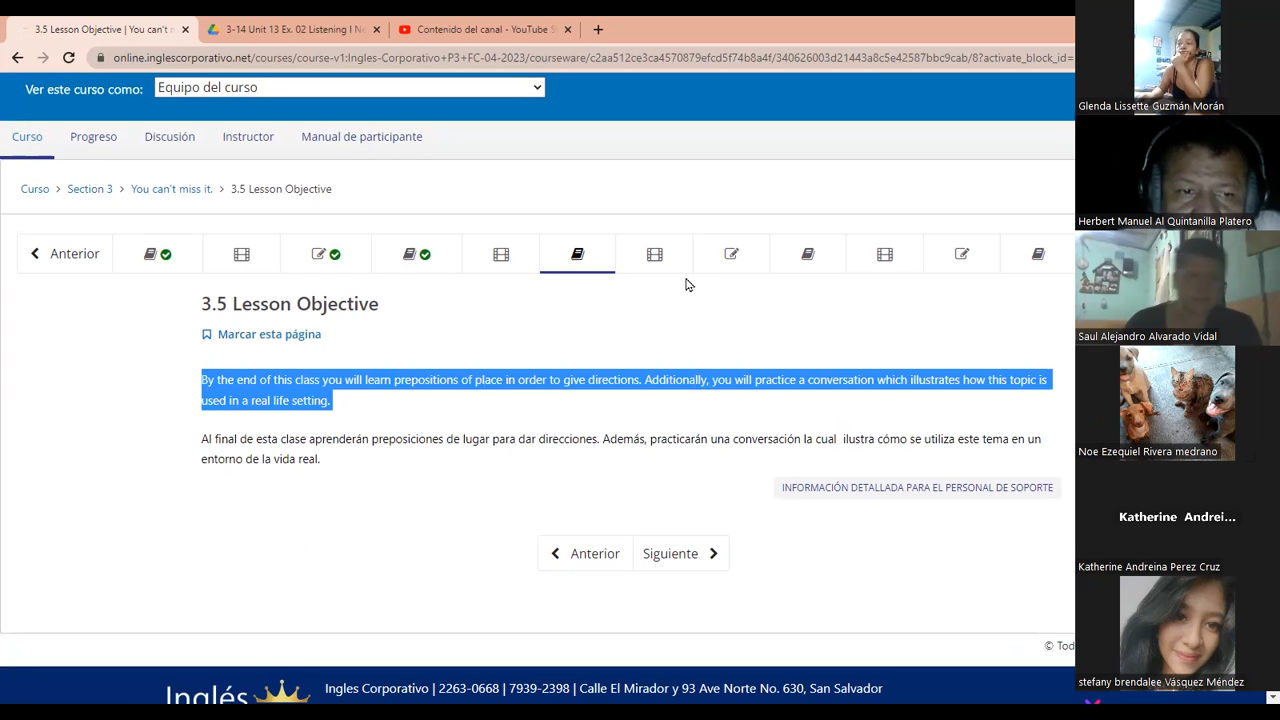 3.5 Lesson Objective | You can't m
3-14 Unit 13 Ex. 02 Listening I Ne
Contenido del canal - YouTube S
online.inglescorporativo.net/courses/course-v1:Ingles-Corporativo+P3+FC-04-2023/courseware/c2aa512ce3ca4570879efcd5f74b8a4f/340626003d21443a8c5e42587bbc9cab/8?activate_block_id=
Ver este curso como: Equipo del curso
Curso Progreso Discusión Instructor Manual de participante
Curso > Section 3 > You can't miss it. > 3.5 Lesson Objective
Anterior
3.5 Lesson Objective
Marcar esta página
By the end of this class you will learn prepositions of place in order to give directions. Additionally, you will practice a conversation which illustrates how this topic is
used in a real life setting.
Al final de esta clase aprenderán preposiciones de lugar para dar direcciones. Además, practicarán una conversación la cual ilustra cómo se utiliza este tema en un
entorno de la vida real.
INFORMACIÓN DETALLADA PARA EL PERSONAL DE SOPORTE
Anterior Siguiente
© Tod
Inglés
Ingles Corporativo | 2263-0668 | 7939-2398 | Calle El Mirador y 93 Ave Norte No. 630, San Salvador
Glenda Lissette Guzmán Morán
Herbert Manuel Al Quintanilla Platero
Saul Alejandro Alvarado Vidal
Noe Ezequiel Rivera medrano
Katherine Andrei...
Katherine Andreina Perez Cruz
stefany brendalee Vásquez Méndez